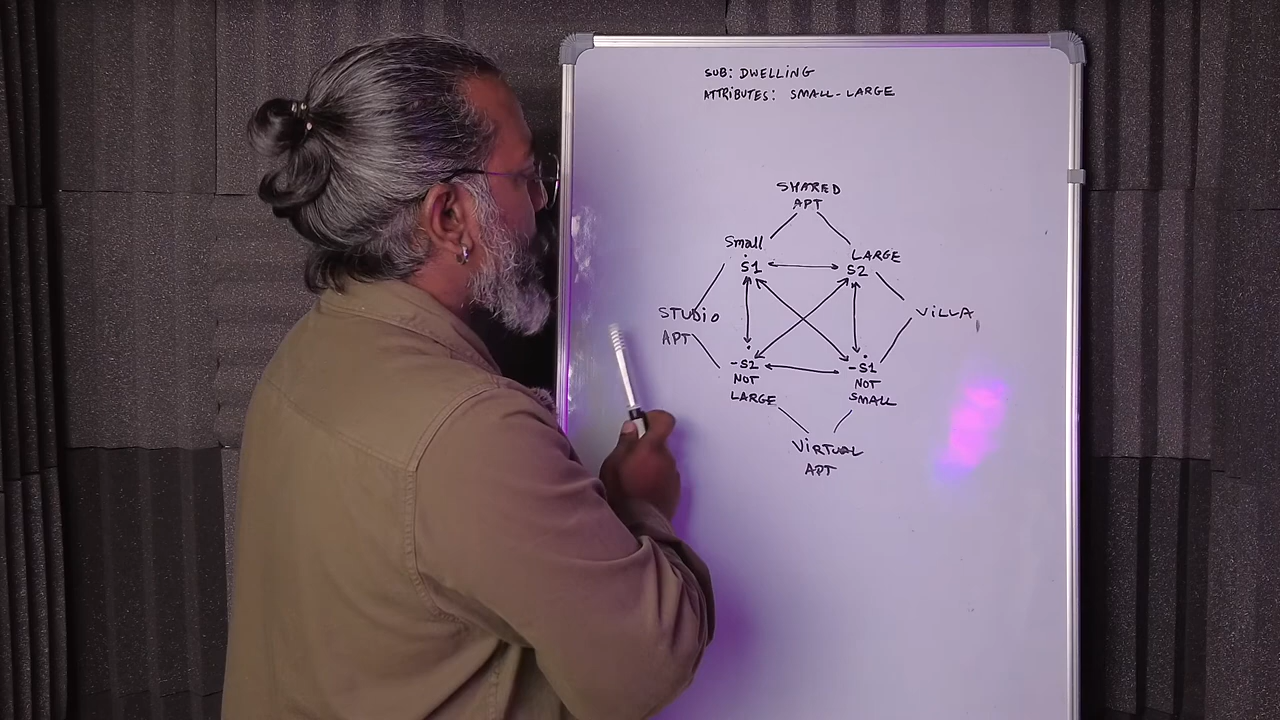 SUB: DWELLING
ATTRIBUTES: SMALL-LARGE
SHARED
APT
Small
LARGE
S1
S2
STUDIO
APT
VILLA
-S2
NOT
LARGE
-S1
NOT
SMALL
VIRTUAL
APT